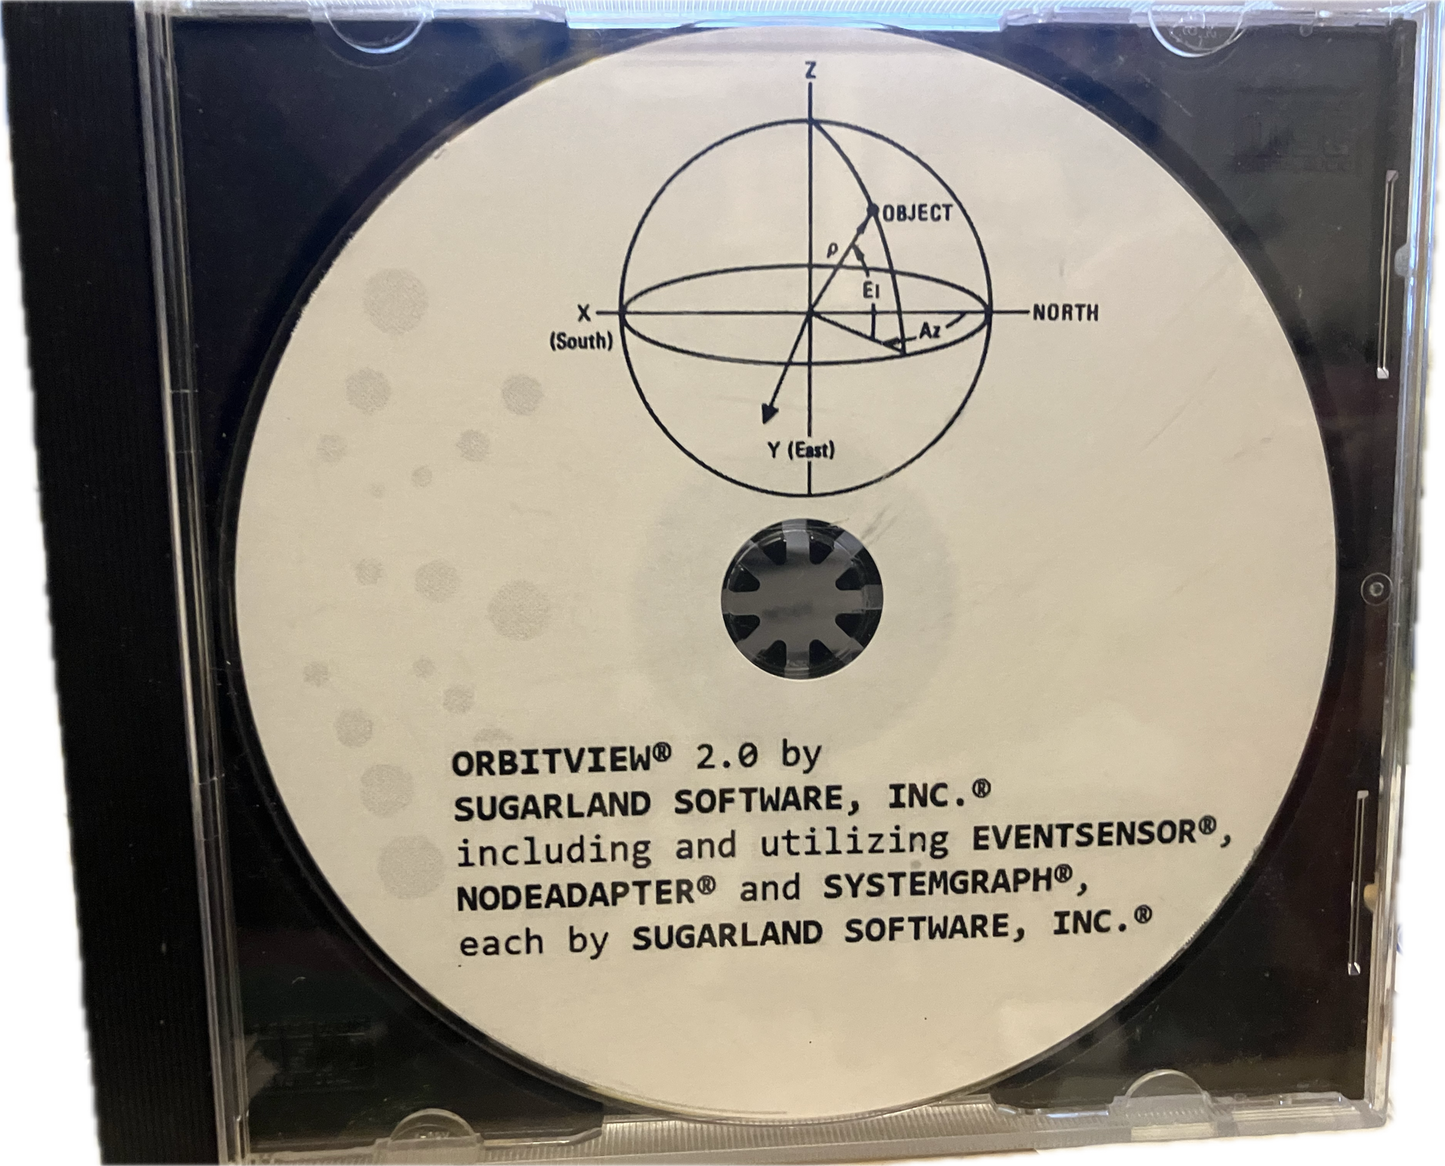 Z
OBJECT
ρ
El
X
NORTH
(South)
Az
Y (East)
ORBITVIEW® 2.0 by
SUGARLAND SOFTWARE, INC.®
including and utilizing EVENTSENSOR®,
NODEADAPTER® and SYSTEMGRAPH®,
each by SUGARLAND SOFTWARE, INC.®